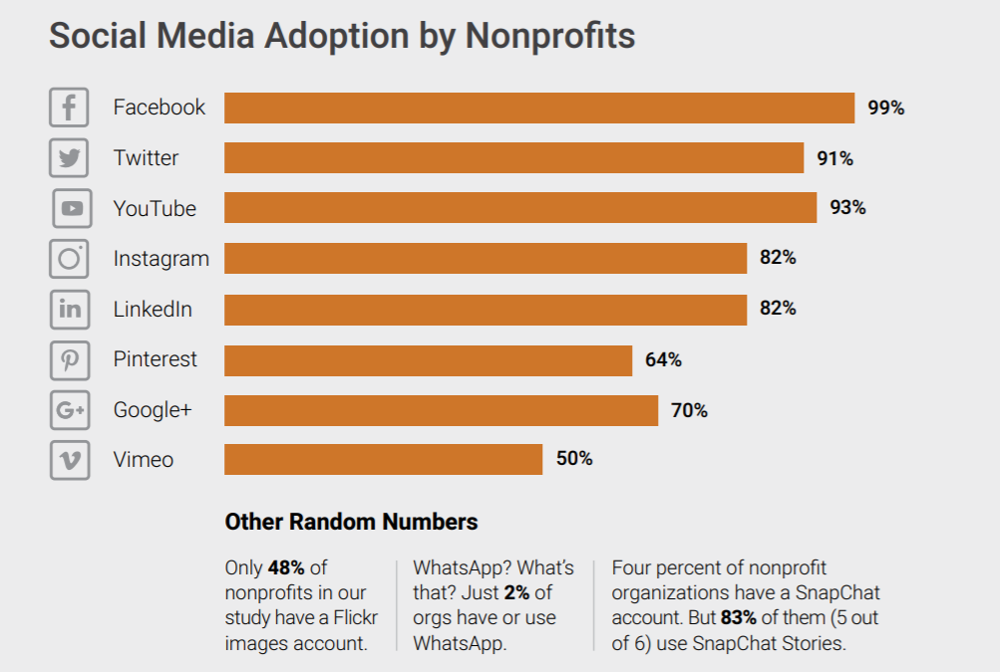 Social Media Adoption by Nonprofits
f Facebook 99%
Twitter 91%
YouTube 93%
Instagram 82%
in LinkedIn 82%
Pinterest 64%
G+ Google+ 70%
Vimeo 50%
Other Random Numbers
Only 48% of
nonprofits in our
study have a Flickr
images account.
WhatsApp? What's
that? Just 2% of
orgs have or use
WhatsApp.
Four percent of nonprofit
organizations have a SnapChat
account. But 83% of them (5 out
of 6) use SnapChat Stories.